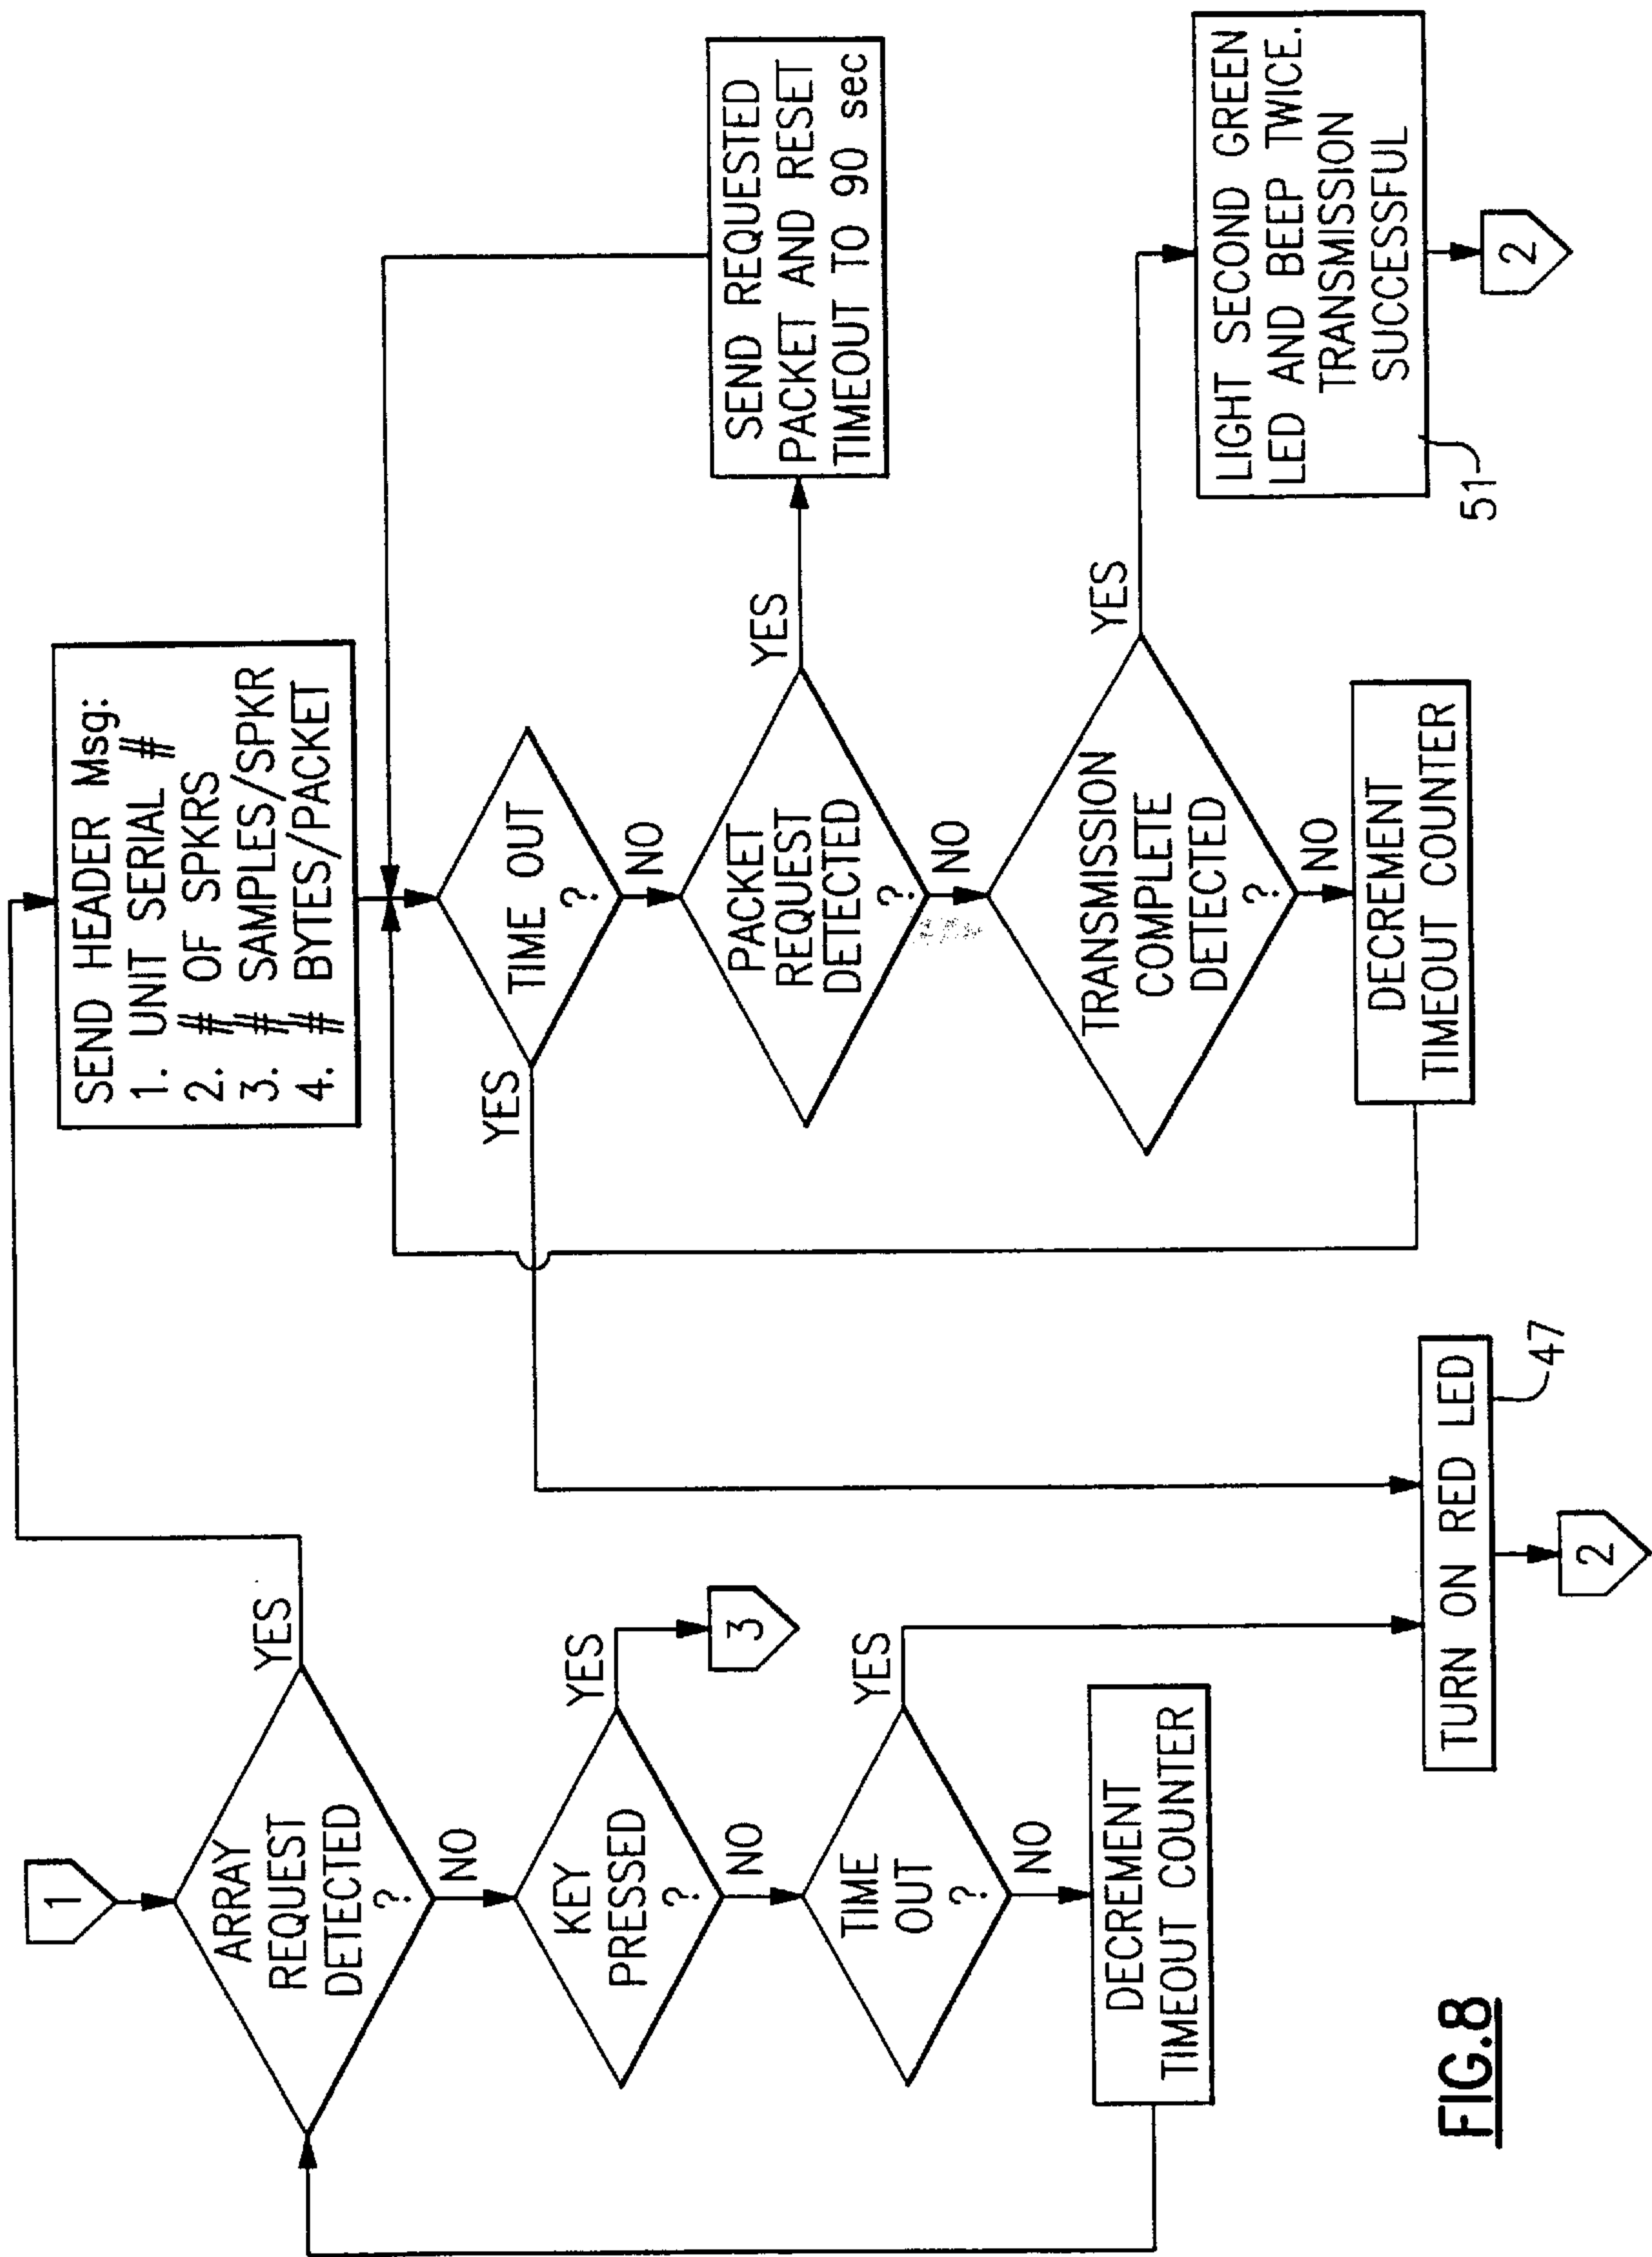 1
ARRAY
REQUEST
DETECTED
?
YES
NO
KEY
PRESSED
?
YES
3
NO
TIME
OUT
?
YES
NO
DECREMENT
TIMEOUT COUNTER
TURN ON RED LED
47
2
SEND HEADER Msg:
1. UNIT SERIAL #
2. # OF SPKRS
3. # SAMPLES/SPKR
4. # BYTES/PACKET
TIME OUT
?
YES
NO
PACKET
REQUEST
DETECTED
?
YES
NO
SEND REQUESTED
PACKET AND RESET
TIMEOUT TO 90 sec
TRANSMISSION
COMPLETE
DETECTED
?
YES
NO
DECREMENT
TIMEOUT COUNTER
LIGHT SECOND GREEN
LED AND BEEP TWICE.
TRANSMISSION
SUCCESSFUL
51
2
FIG.8